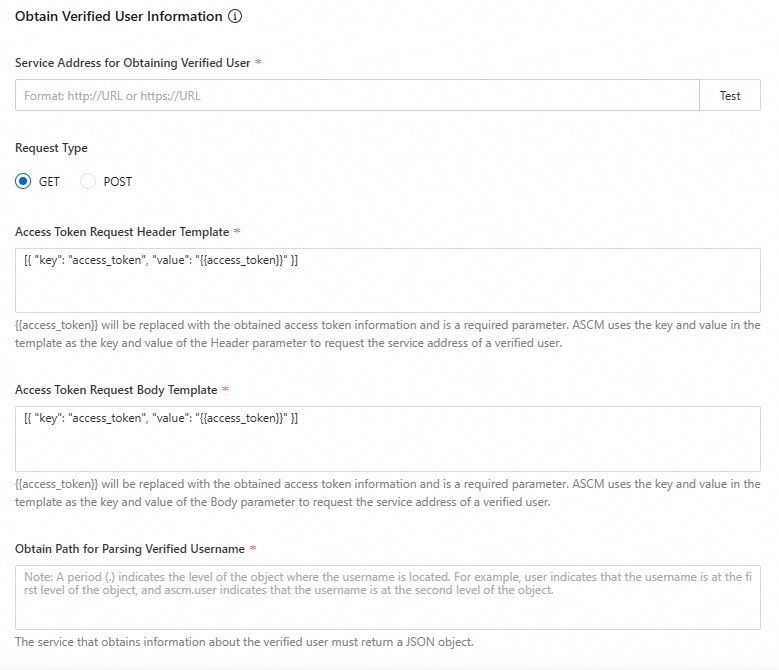 Obtain Verified User Information
Service Address for Obtaining Verified User *
Format: http://URL or https://URL
Test
Request Type
GET
POST
Access Token Request Header Template *
[{ "key": "access_token", "value": "{{access_token}}" }]
{{access_token}} will be replaced with the obtained access token information and is a required parameter. ASCM uses the key and value in the
template as the key and value of the Header parameter to request the service address of a verified user.
Access Token Request Body Template *
[{ "key": "access_token", "value": "{{access_token}}" }]
{{access_token}} will be replaced with the obtained access token information and is a required parameter. ASCM uses the key and value in the
template as the key and value of the Body parameter to request the service address of a verified user.
Obtain Path for Parsing Verified Username *
Note: A period (.) indicates the level of the object where the username is located. For example, user indicates that the username is at the fi
rst level of the object, and ascm.user indicates that the username is at the second level of the object.
The service that obtains information about the verified user must return a JSON object.